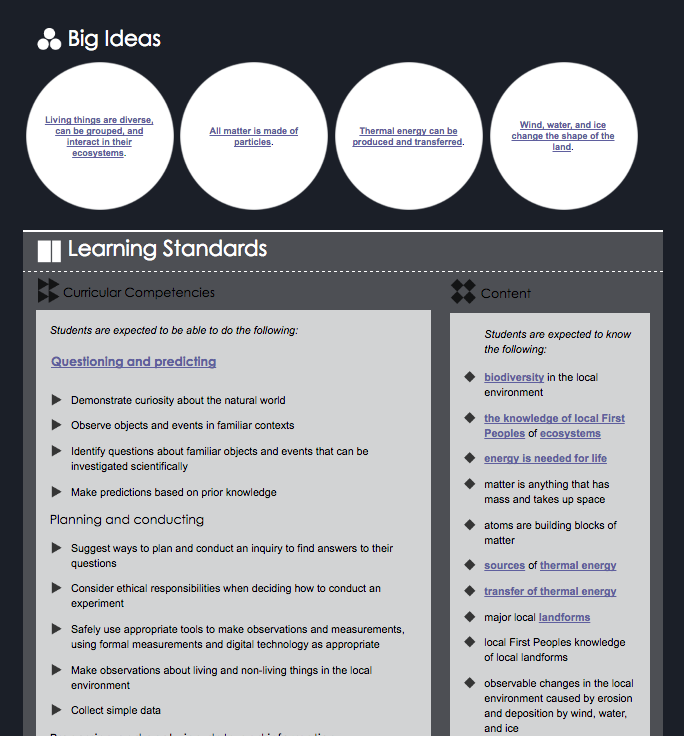 Big Ideas
Living things are diverse,
can be grouped, and
interact in their
ecosystems.
All matter is made of
particles.
Thermal energy can be
produced and transferred.
Wind, water, and ice
change the shape of the
land.
Learning Standards
Curricular Competencies
Students are expected to be able to do the following:
Questioning and predicting
Demonstrate curiosity about the natural world
Observe objects and events in familiar contexts
Identify questions about familiar objects and events that can be
investigated scientifically
Make predictions based on prior knowledge
Planning and conducting
Suggest ways to plan and conduct an inquiry to find answers to their
questions
Consider ethical responsibilities when deciding how to conduct an
experiment
Safely use appropriate tools to make observations and measurements,
using formal measurements and digital technology as appropriate
Make observations about living and non-living things in the local
environment
Collect simple data
Content
Students are expected to know
the following:
biodiversity in the local
environment
the knowledge of local First
Peoples of ecosystems
energy is needed for life
matter is anything that has
mass and takes up space
atoms are building blocks of
matter
sources of thermal energy
transfer of thermal energy
major local landforms
local First Peoples knowledge
of local landforms
observable changes in the local
environment caused by erosion
and deposition by wind, water,
and ice